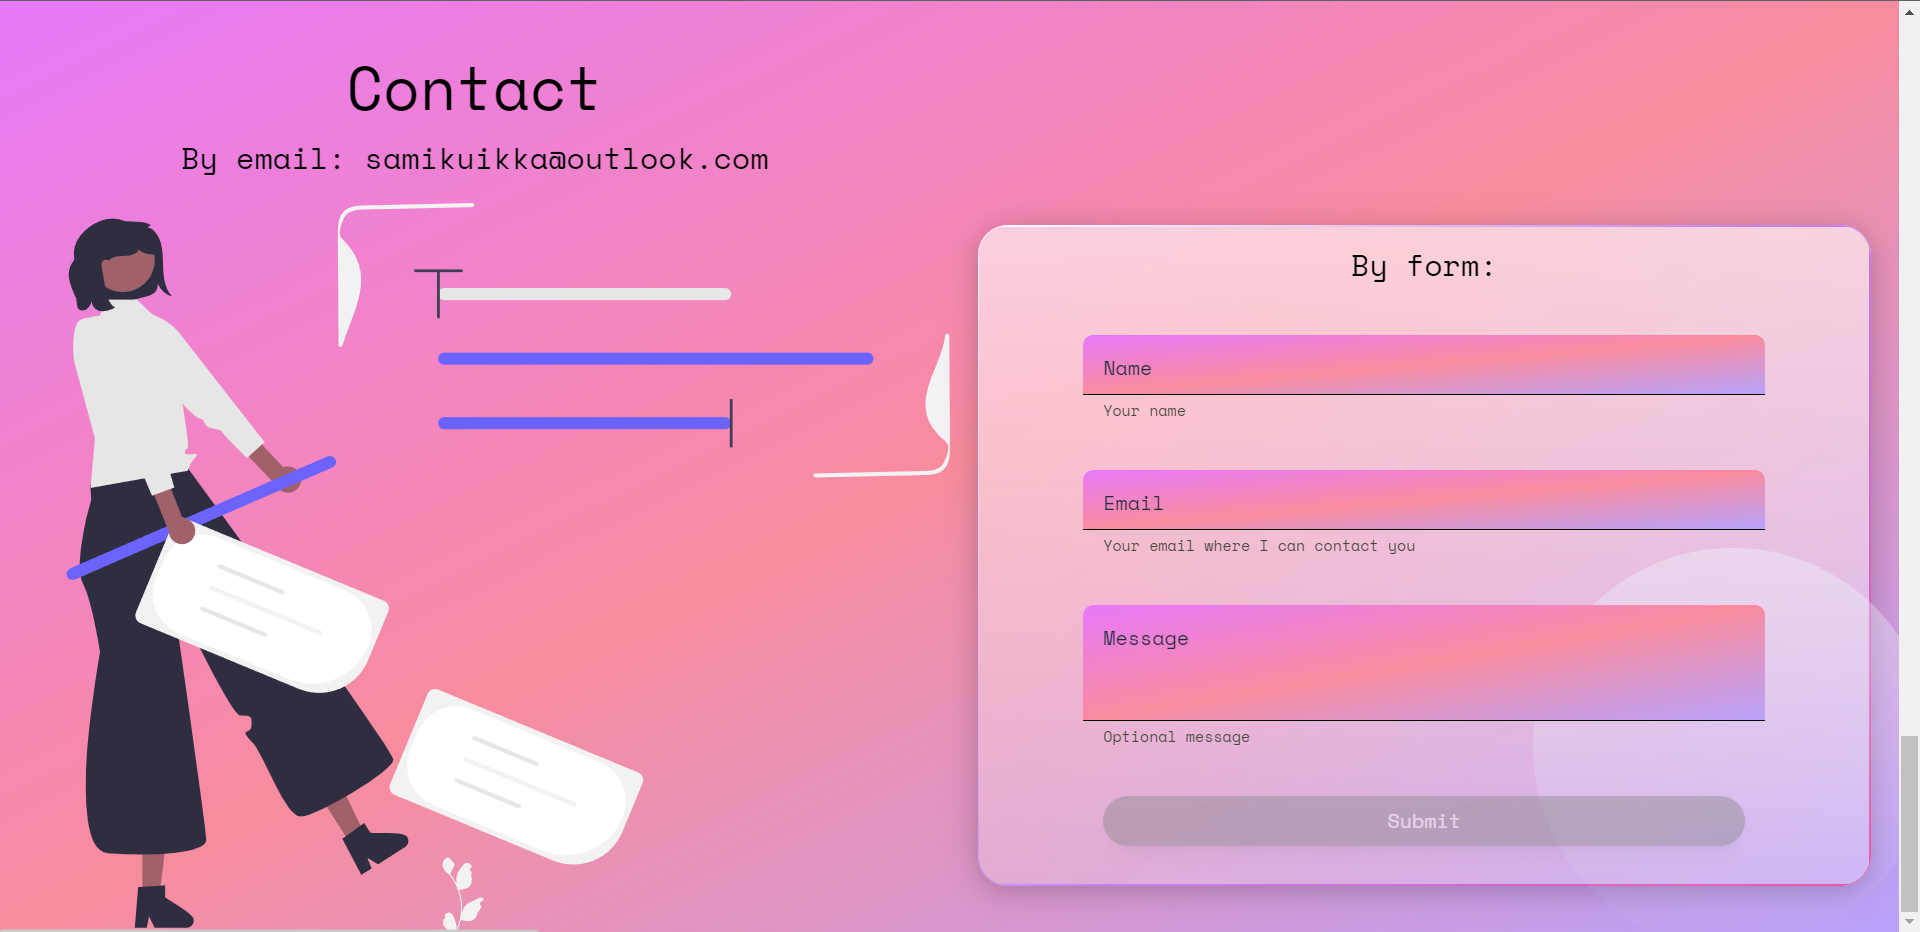 Contact
By email: samikuikka@outlook.com
By form:
Name
Your name
Email
Your email where I can contact you
Message
Optional message
Submit